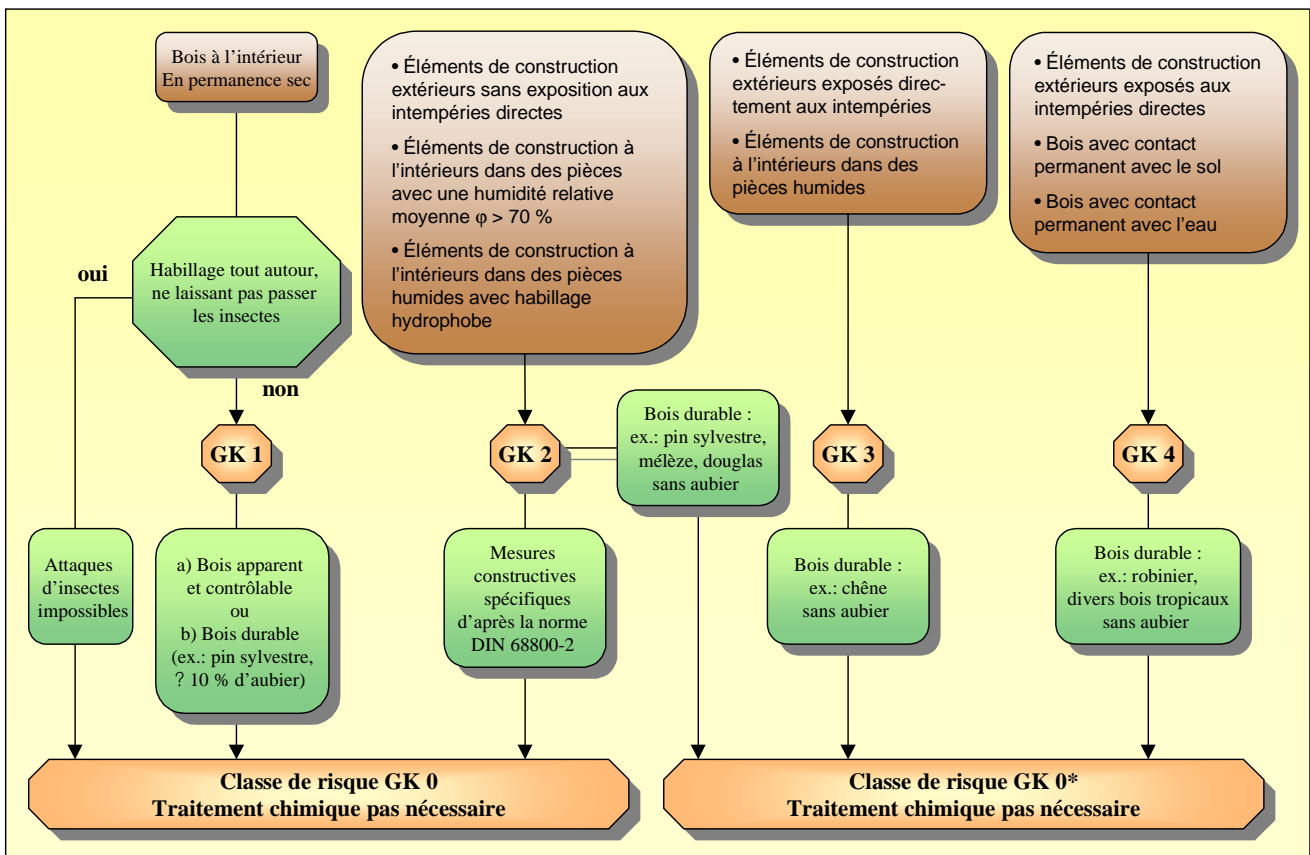 Bois à l’intérieur
En permanence sec
• Éléments de construction
extérieurs sans exposition aux
intempéries directes
• Éléments de construction à
l’intérieurs dans des pièces
avec une humidité relative
moyenne φ > 70 %
• Éléments de construction à
l’intérieurs dans des pièces
humides avec habillage
hydrophobe
• Éléments de construction
extérieurs exposés direc-
tement aux intempéries
• Éléments de construction
à l’intérieurs dans des
pièces humides
• Éléments de construction
extérieurs exposés aux
intempéries directes
• Bois avec contact
permanent avec le sol
• Bois avec contact
permanent avec l’eau
oui
Habillage tout autour,
ne laissant pas passer
les insectes
non
GK 1
GK 2
Bois durable :
ex.: pin sylvestre,
mélèze, douglas
sans aubier
GK 3
GK 4
Attaques
d’insectes
impossibles
a) Bois apparent
et contrôlable
ou
b) Bois durable
(ex.: pin sylvestre,
? 10 % d’aubier)
Mesures
constructives
spécifiques
d’après la norme
DIN 68800-2
Bois durable :
ex.: chêne
sans aubier
Bois durable :
ex.: robinier,
divers bois tropicaux
sans aubier
Classe de risque GK 0
Traitement chimique pas nécessaire
Classe de risque GK 0*
Traitement chimique pas nécessaire